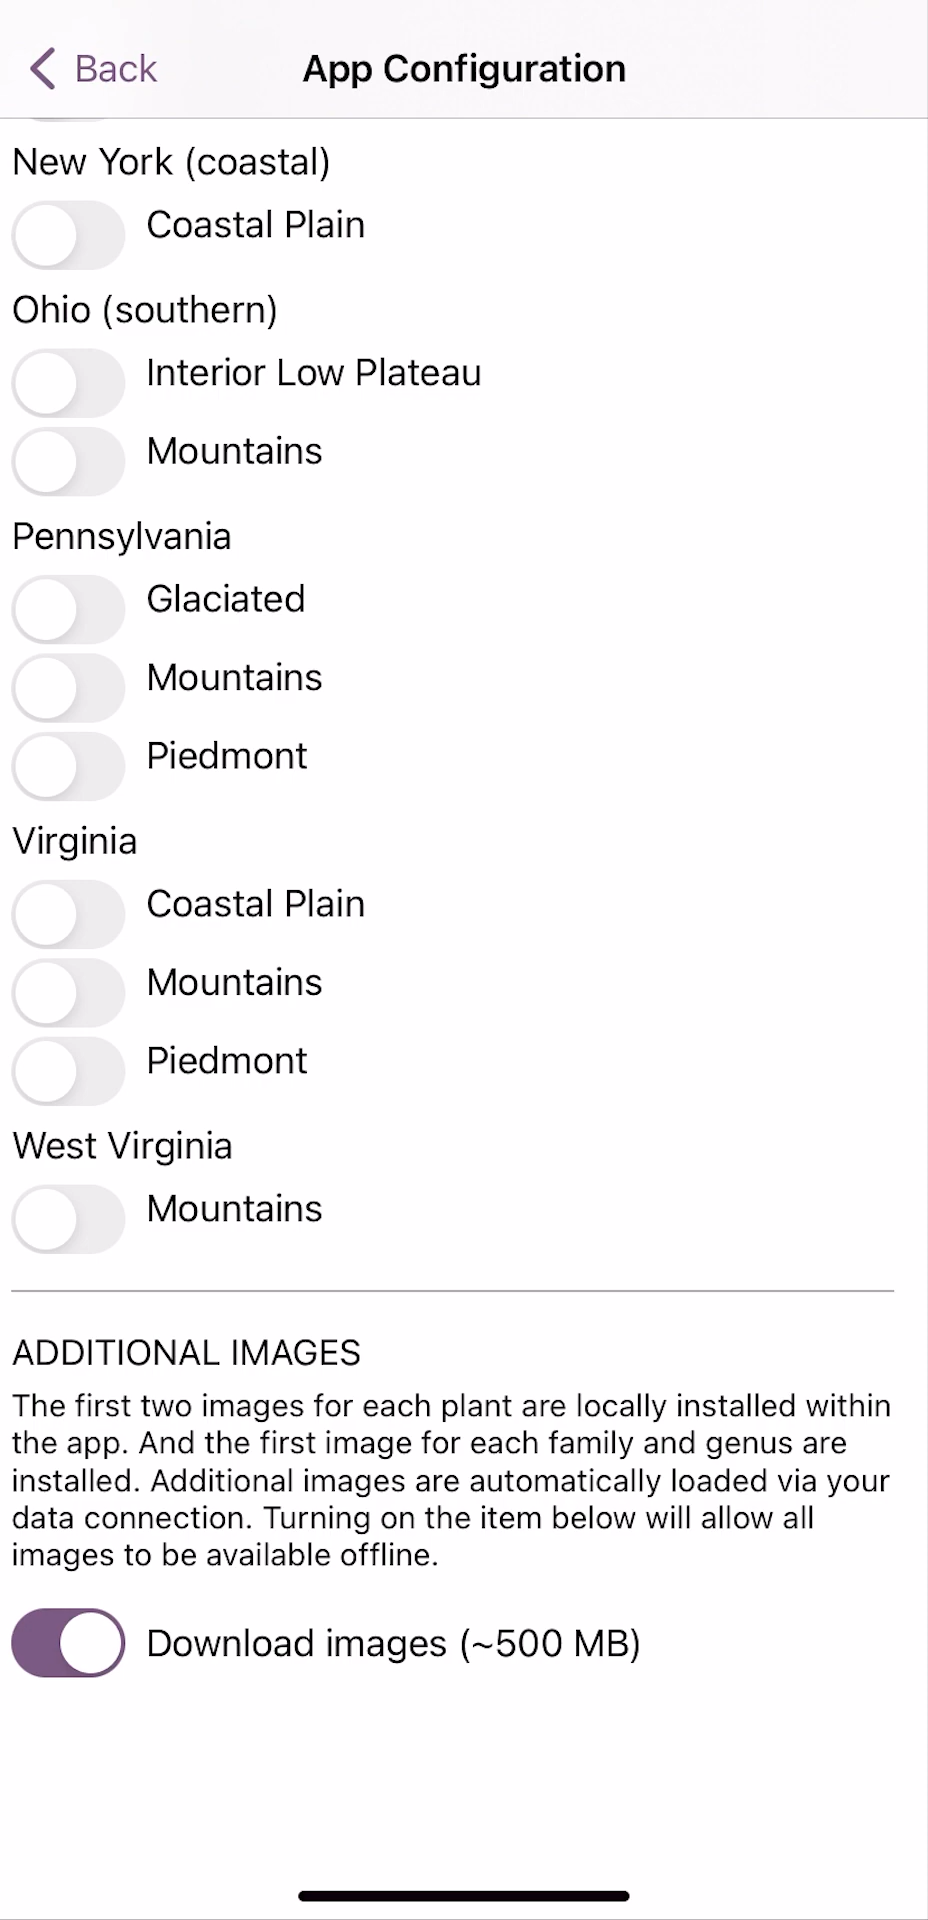 Back
App Configuration
New York (coastal)
Coastal Plain
Ohio (southern)
Interior Low Plateau
Mountains
Pennsylvania
Glaciated
Mountains
Piedmont
Virginia
Coastal Plain
Mountains
Piedmont
West Virginia
Mountains
ADDITIONAL IMAGES
The first two images for each plant are locally installed within
the app. And the first image for each family and genus are
installed. Additional images are automatically loaded via your
data connection. Turning on the item below will allow all
images to be available offline.
Download images (~500 MB)